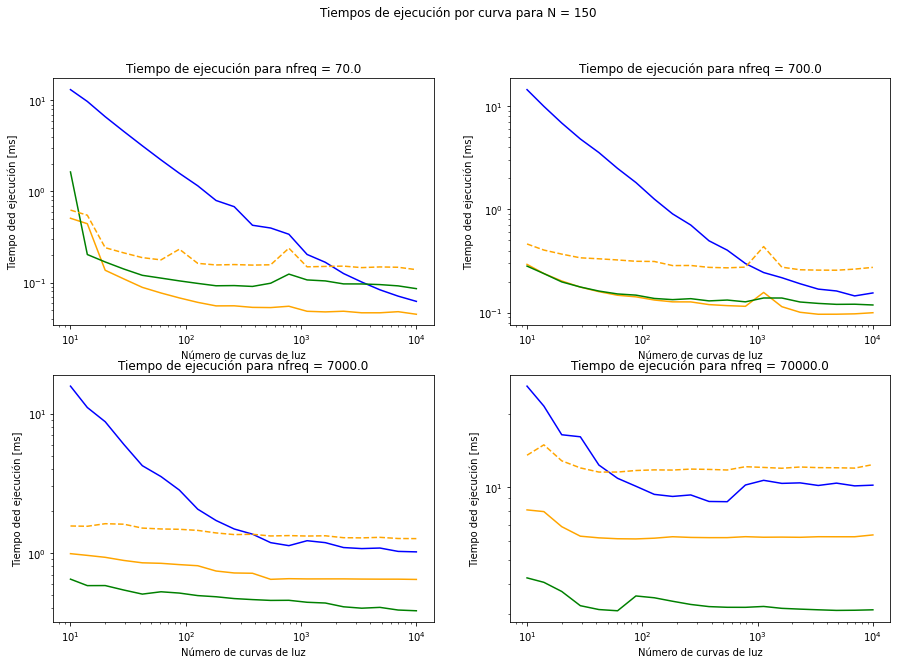 Tiempos de ejecución por curva para N = 150
Tiempo de ejecución para nfreq = 70.0
Tiempo ded ejecución [ms]
10¹
10⁰
10⁻¹
10¹ 10² 10³ 10⁴
Número de curvas de luz
Tiempo de ejecución para nfreq = 700.0
Tiempo ded ejecución [ms]
10¹
10⁰
10⁻¹
10¹ 10² 10³ 10⁴
Número de curvas de luz
Tiempo de ejecución para nfreq = 7000.0
Tiempo ded ejecución [ms]
10¹
10⁰
10¹ 10² 10³ 10⁴
Número de curvas de luz
Tiempo de ejecución para nfreq = 70000.0
Tiempo ded ejecución [ms]
10¹
10¹ 10² 10³ 10⁴
Número de curvas de luz